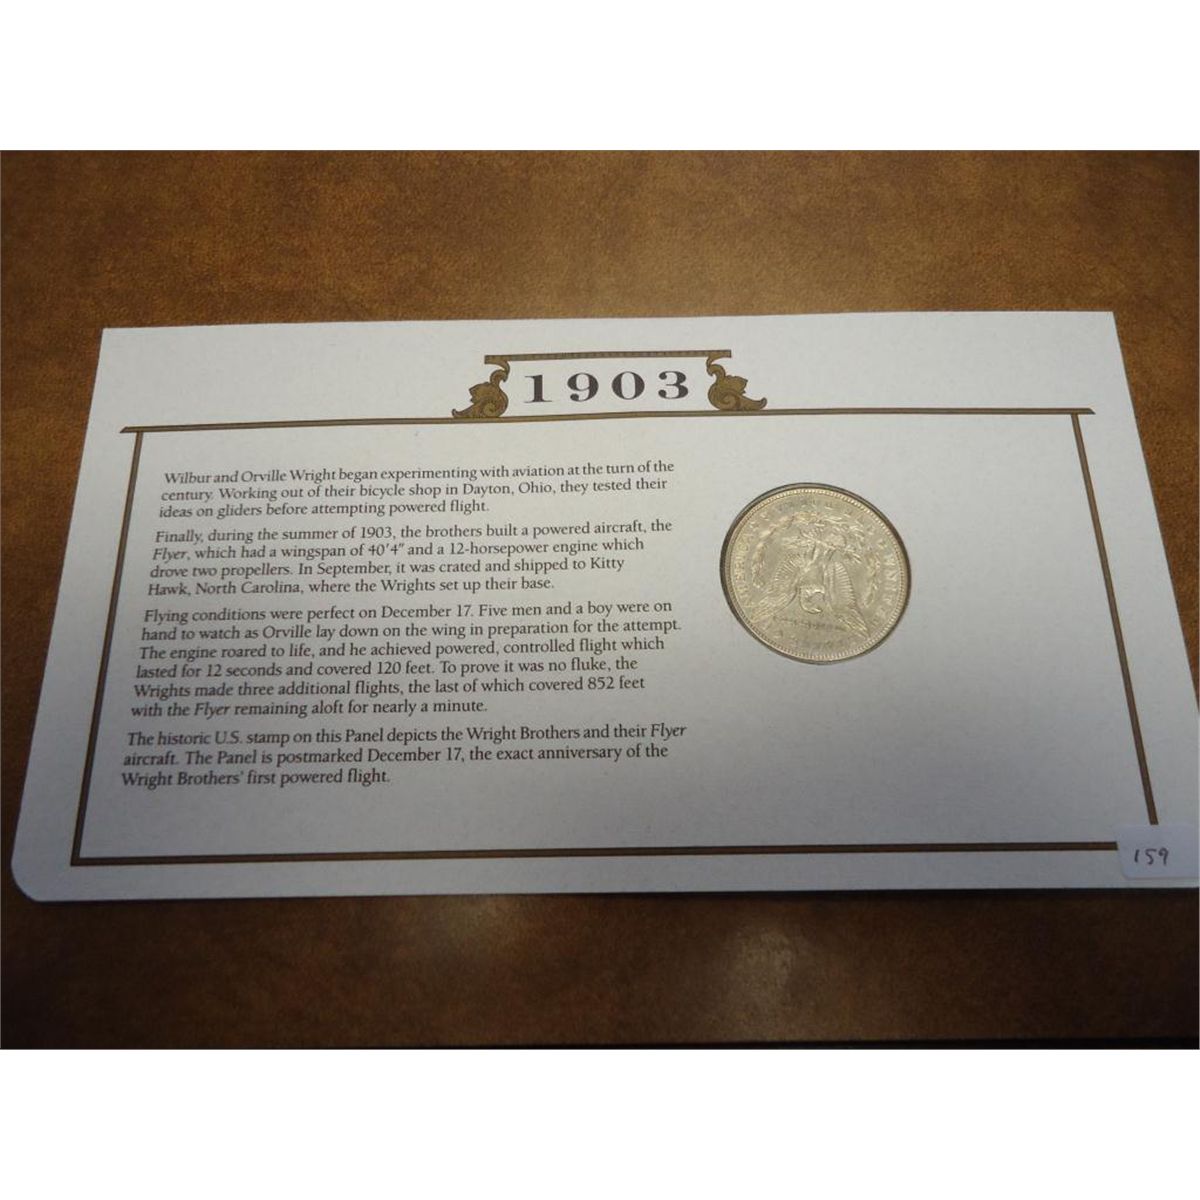 1903
Wilbur and Orville Wright began experimenting with aviation at the turn of the
century. Working out of their bicycle shop in Dayton, Ohio, they tested their
ideas on gliders before attempting powered flight.
Finally, during the summer of 1903, the brothers built a powered aircraft, the
Flyer, which had a wingspan of 40'4" and a 12-horsepower engine which
drove two propellers. In September, it was crated and shipped to Kitty
Hawk, North Carolina, where the Wrights set up their base.
Flying conditions were perfect on December 17. Five men and a boy were on
hand to watch as Orville lay down on the wing in preparation for the attempt.
The engine roared to life, and he achieved powered, controlled flight which
lasted for 12 seconds and covered 120 feet. To prove it was no fluke, the
Wrights made three additional flights, the last of which covered 852 feet
with the Flyer remaining aloft for nearly a minute.
The historic U.S. stamp on this Panel depicts the Wright Brothers and their Flyer
aircraft. The Panel is postmarked December 17, the exact anniversary of the
Wright Brothers' first powered flight.
159